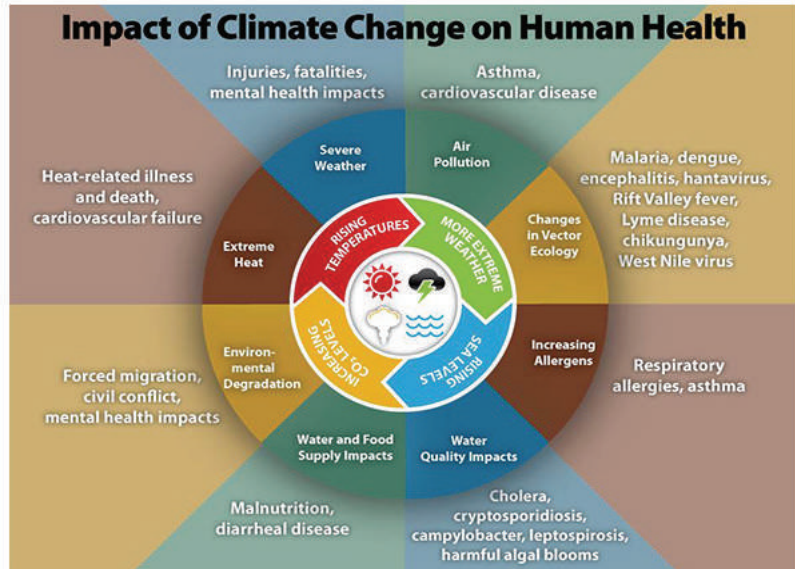 Impact of Climate Change on Human Health
Injuries, fatalities,
mental health impacts
Asthma,
cardiovascular disease
Severe
Weather
Air
Pollution
Heat-related illness
and death,
cardiovascular failure
Malaria, dengue,
encephalitis, hantavirus,
Rift Valley fever,
Lyme disease,
chikungunya,
West Nile virus
Extreme
Heat
RISING
TEMPERATURES
MORE EXTREME
WEATHER
Changes
in Vector
Ecology
Environ-
mental
Degradation
INCREASING
CO₂ LEVELS
RISING
SEA LEVELS
Increasing
Allergens
Forced migration,
civil conflict,
mental health impacts
Respiratory
allergies, asthma
Water and Food
Supply Impacts
Water
Quality Impacts
Malnutrition,
diarrheal disease
Cholera,
cryptosporidiosis,
campylobacter, leptospirosis,
harmful algal blooms